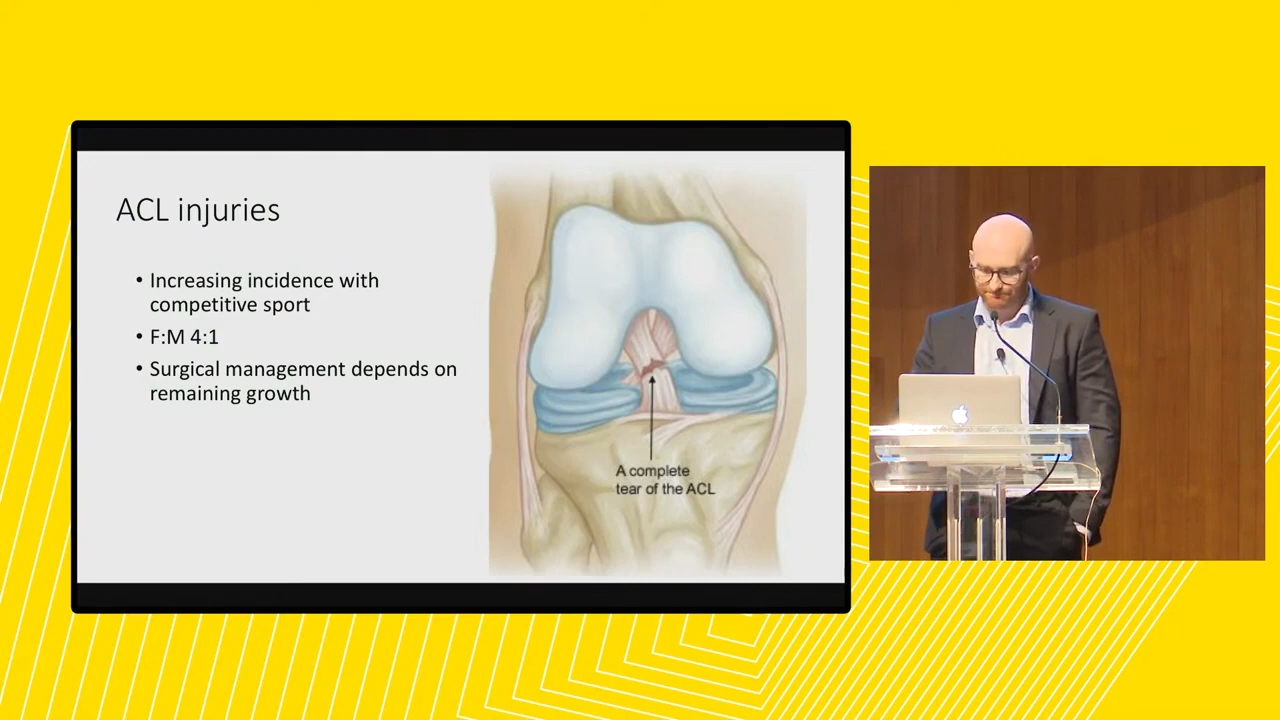 ACL injuries
• Increasing incidence with
competitive sport
• F:M 4:1
• Surgical management depends on
remaining growth
A complete
tear of the ACL